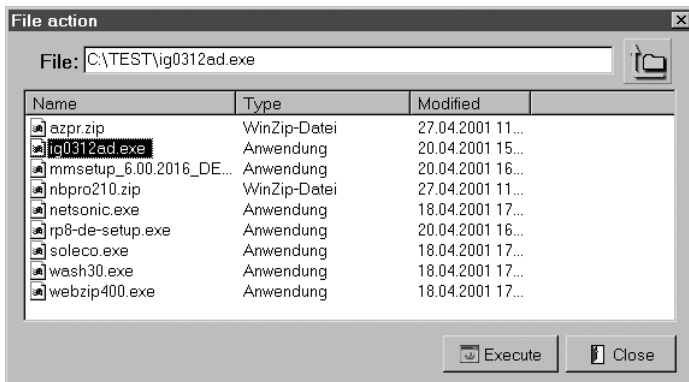 File action
File: C:\TEST\ig0312ad.exe
Name Type Modified
azpr.zip WinZip-Datei 27.04.2001 11...
ig0312ad.exe Anwendung 20.04.2001 15...
mmsetup_6.00.2016_DE... Anwendung 20.04.2001 16...
nbpro210.zip WinZip-Datei 27.04.2001 11...
netsonic.exe Anwendung 18.04.2001 17...
rp8-de-setup.exe Anwendung 20.04.2001 16...
soleco.exe Anwendung 18.04.2001 17...
wash30.exe Anwendung 18.04.2001 17...
webzip400.exe Anwendung 18.04.2001 17...
Execute Close